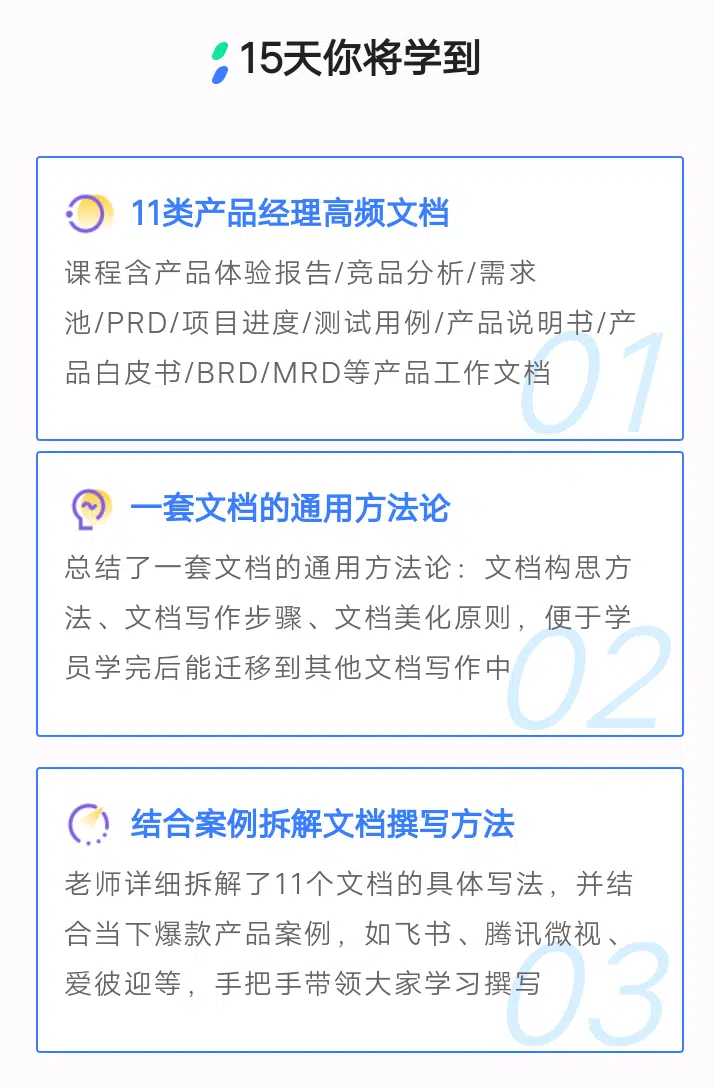 15天你将学到
11类产品经理高频文档
课程含产品体验报告/竞品分析/需求
池/PRD/项目进度/测试用例/产品说明书/产
品白皮书/BRD/MRD等产品工作文档
01
一套文档的通用方法论
总结了一套文档的通用方法论：文档构思方
法、文档写作步骤、文档美化原则，便于学
员学完后能迁移到其他文档写作中
02
结合案例拆解文档撰写方法
老师详细拆解了11个文档的具体写法，并结
合当下爆款产品案例，如飞书、腾讯微视、
爱彼迎等，手把手带领大家学习撰写
03